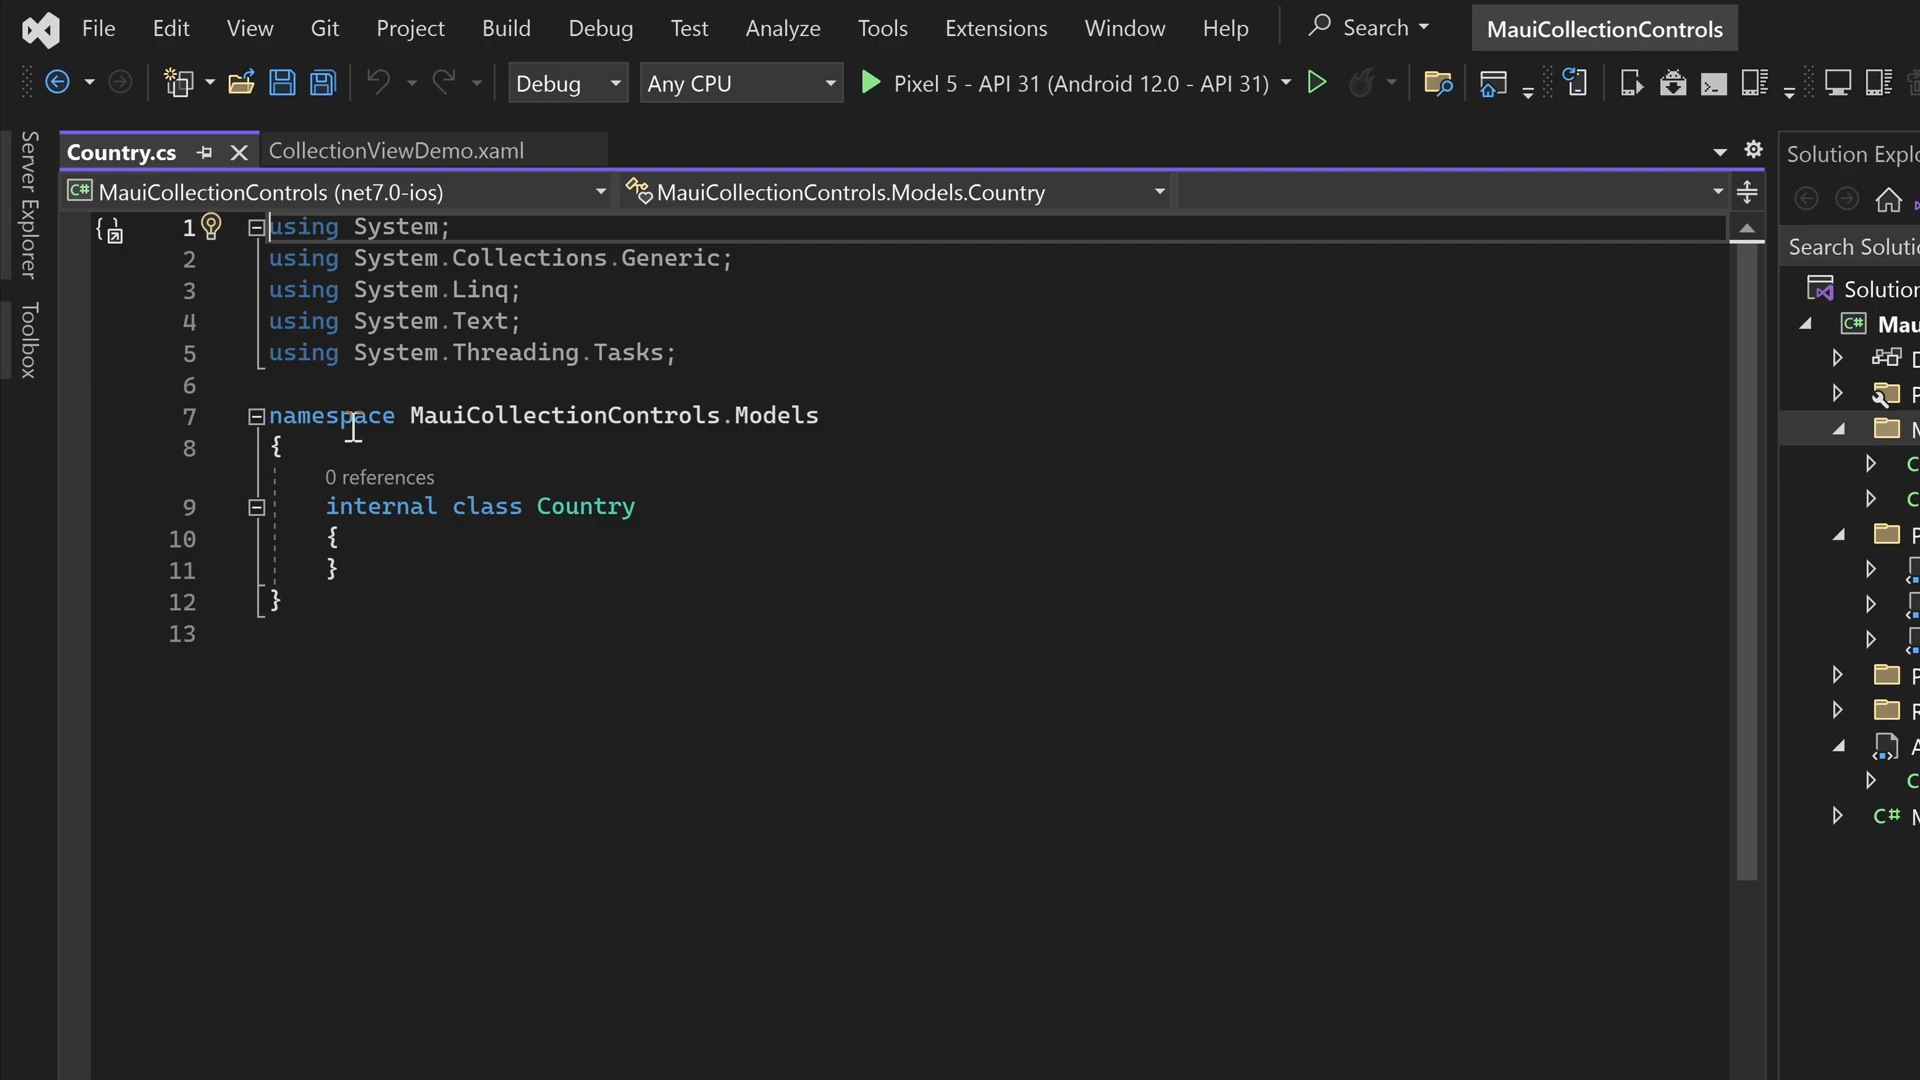 File Edit View Git Project Build Debug Test Analyze Tools Extensions Window Help Search MauiCollectionControls
Debug Any CPU Pixel 5 - API 31 (Android 12.0 - API 31)
Server Explorer
Toolbox
Country.cs CollectionViewDemo.xaml
MauiCollectionControls (net7.0-ios) MauiCollectionControls.Models.Country
1 using System;
2 using System.Collections.Generic;
3 using System.Linq;
4 using System.Text;
5 using System.Threading.Tasks;
6
7 namespace MauiCollectionControls.Models
8 {
0 references
9 internal class Country
10 {
11 }
12 }
13
Solution Explo
Search Solutio
Solution
C# Mau
D
P
M
C
C
P
P
R
A
C
C# M